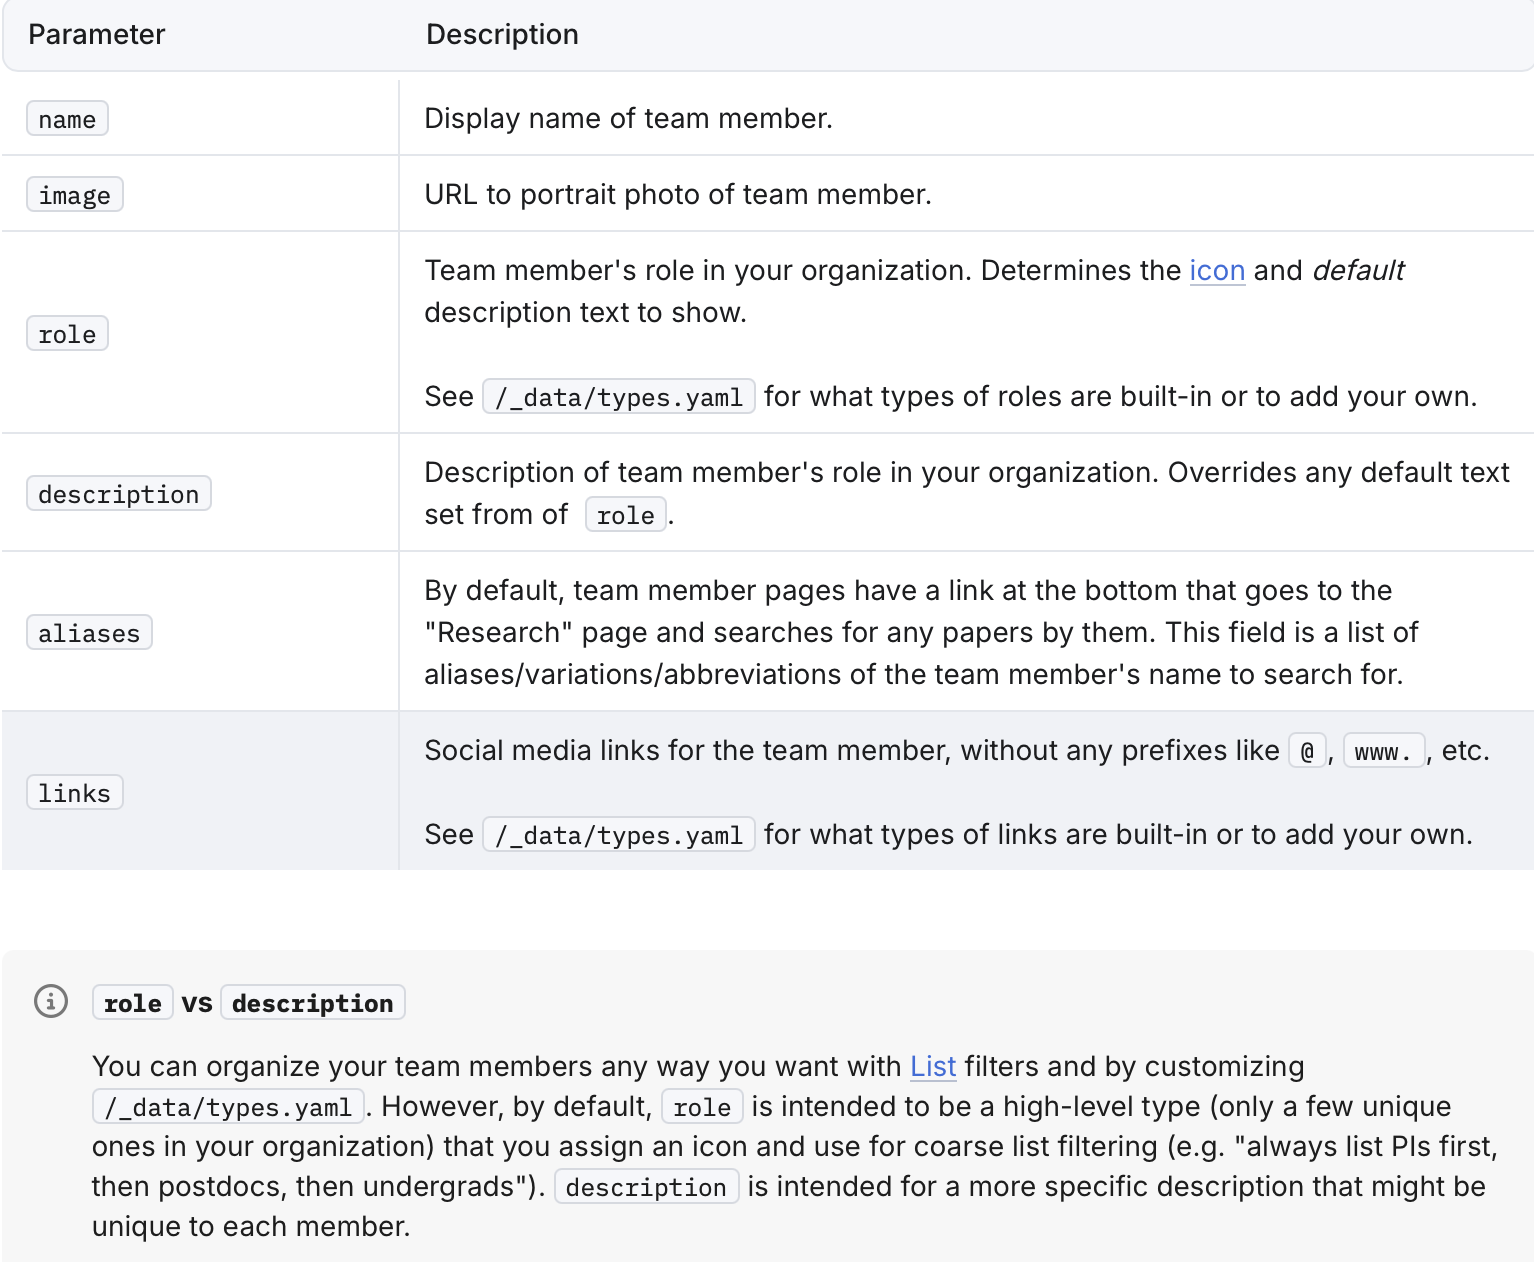 Parameter Description
name Display name of team member.
image URL to portrait photo of team member.
Team member's role in your organization. Determines the icon and default
description text to show.
role
See /_data/types.yaml for what types of roles are built-in or to add your own.
Description of team member's role in your organization. Overrides any default text
description
set from of role.
By default, team member pages have a link at the bottom that goes to the
aliases "Research" page and searches for any papers by them. This field is a list of
aliases/variations/abbreviations of the team member's name to search for.
Social media links for the team member, without any prefixes like @, www., etc.
links
See /_data/types.yaml for what types of links are built-in or to add your own.
role vs description
You can organize your team members any way you want with List filters and by customizing
/_data/types.yaml. However, by default, role is intended to be a high-level type (only a few unique
ones in your organization) that you assign an icon and use for coarse list filtering (e.g. "always list PIs first,
then postdocs, then undergrads"). description is intended for a more specific description that might be
unique to each member.